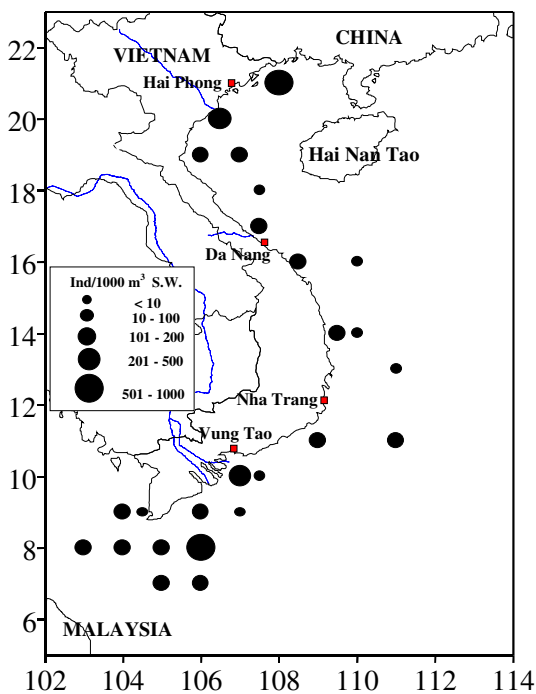 22
CHINA
VIETNAM
Hai Phong
20
Hai Nan Tao
18
Da Nang
16
Ind/1000 m³ S.W.
< 10
10 - 100
101 - 200
201 - 500
501 - 1000
14
12
Nha Trang
Vung Tao
10
8
6
MALAYSIA
102 104 106 108 110 112 114